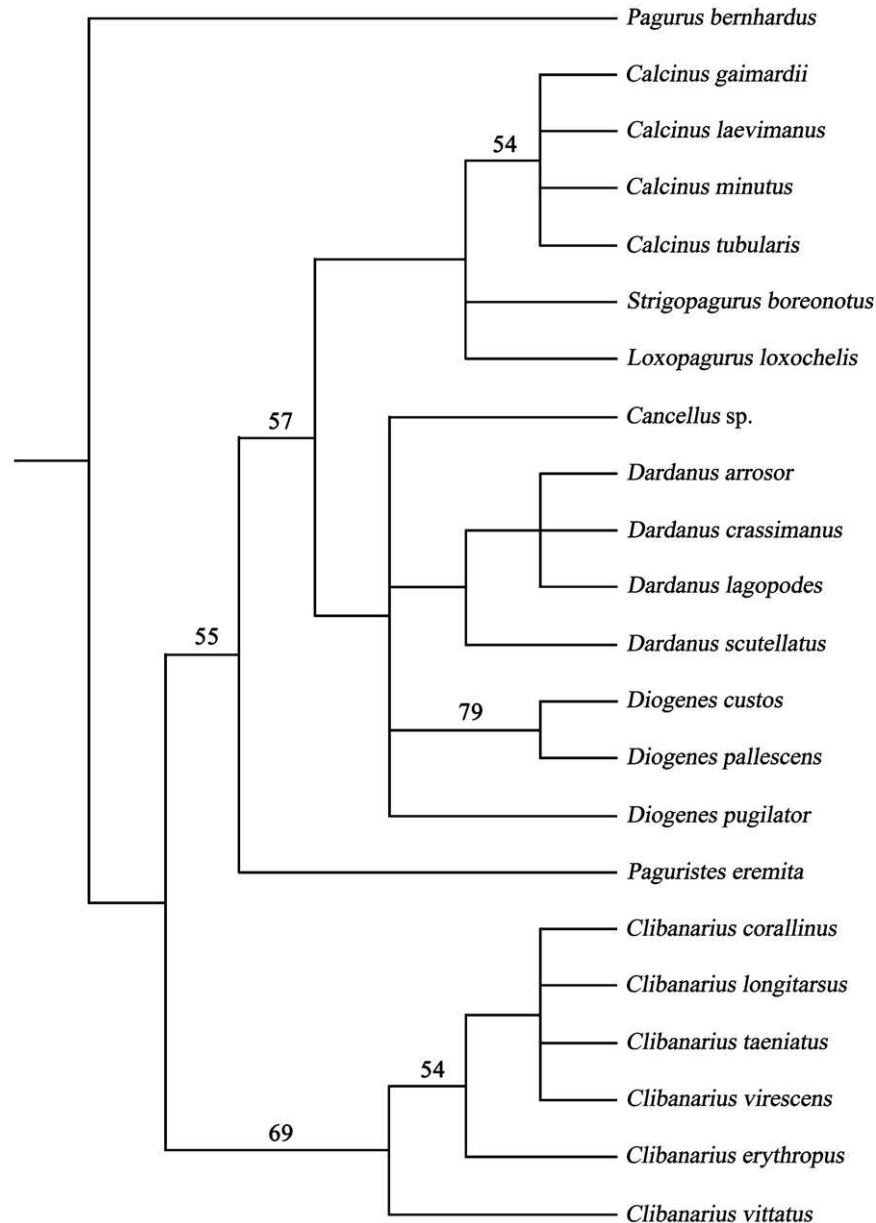 Pagurus bernhardus
Calcinus gaimardii
54
Calcinus laevimanus
Calcinus minutus
Calcinus tubularis
Strigopagurus boreonotus
Loxopagurus loxochelis
Cancellus sp.
57
Dardanus arrosor
Dardanus crassimanus
Dardanus lagopodes
55
Dardanus scutellatus
Diogenes custos
79
Diogenes pallescens
Diogenes pugilator
Paguristes eremita
Clibanarius corallinus
Clibanarius longitarsus
Clibanarius taeniatus
54
Clibanarius virescens
69
Clibanarius erythropus
Clibanarius vittatus